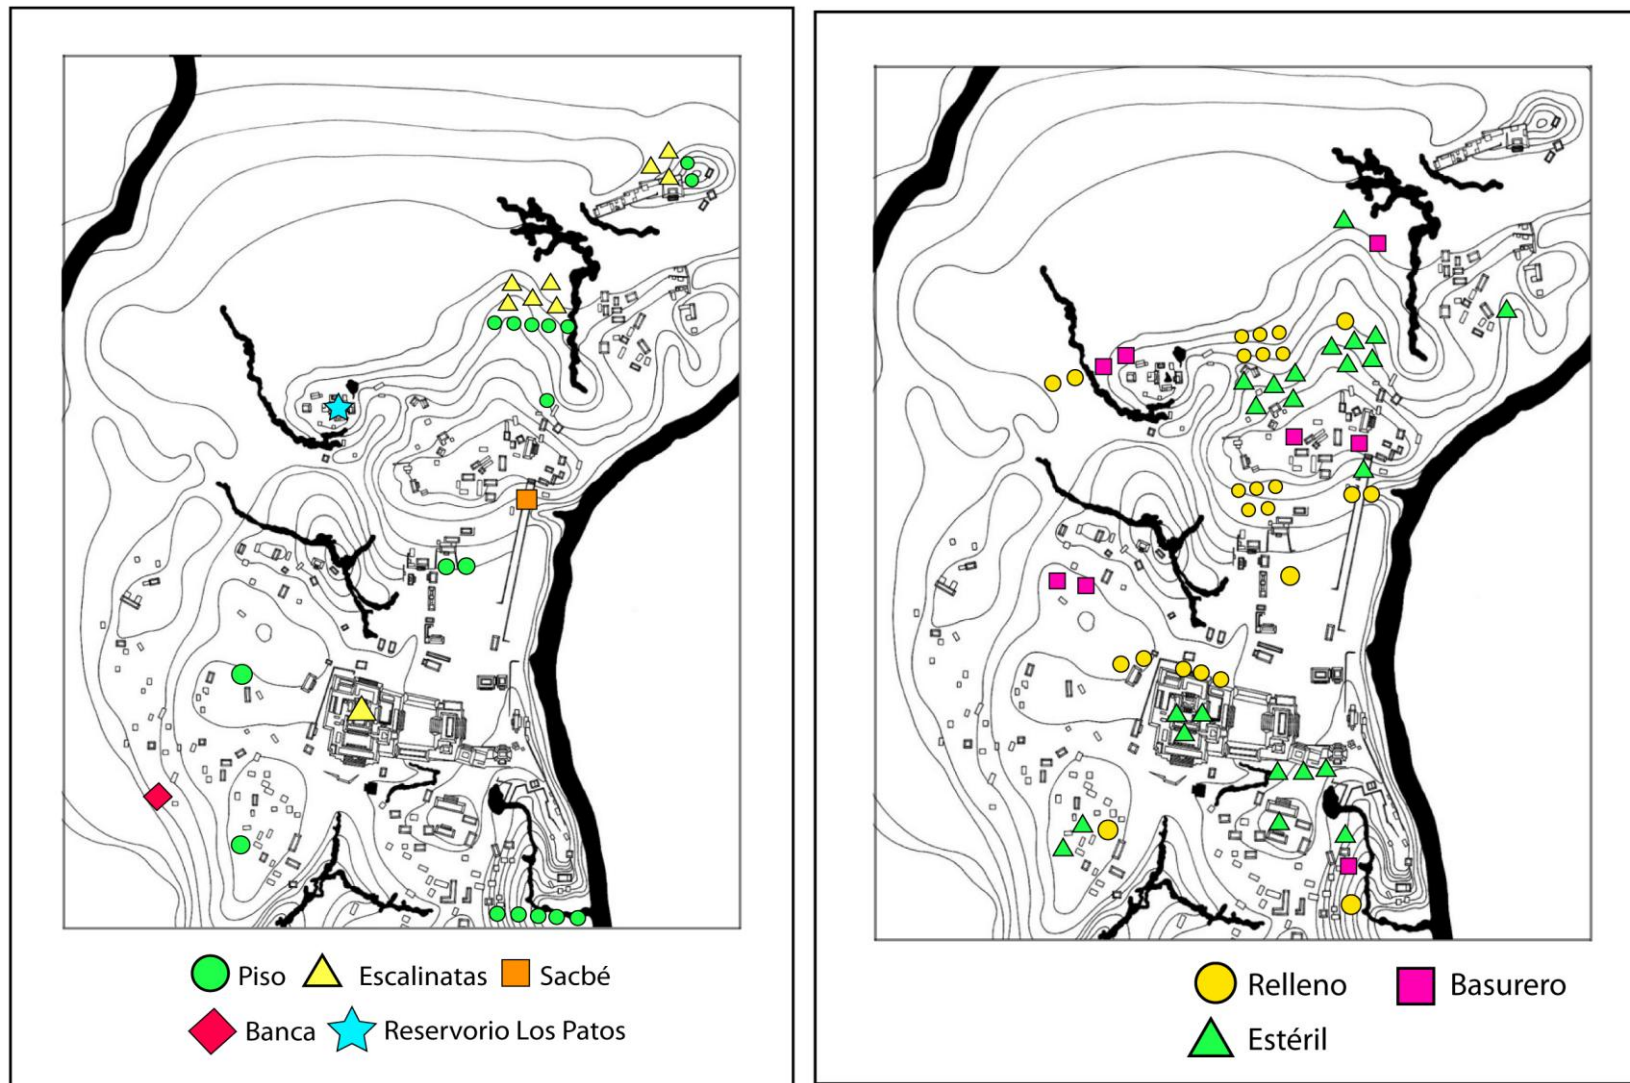 Piso Escalinatas Sacbé
Banca Reservorio Los Patos
Relleno Basurero
Estéril